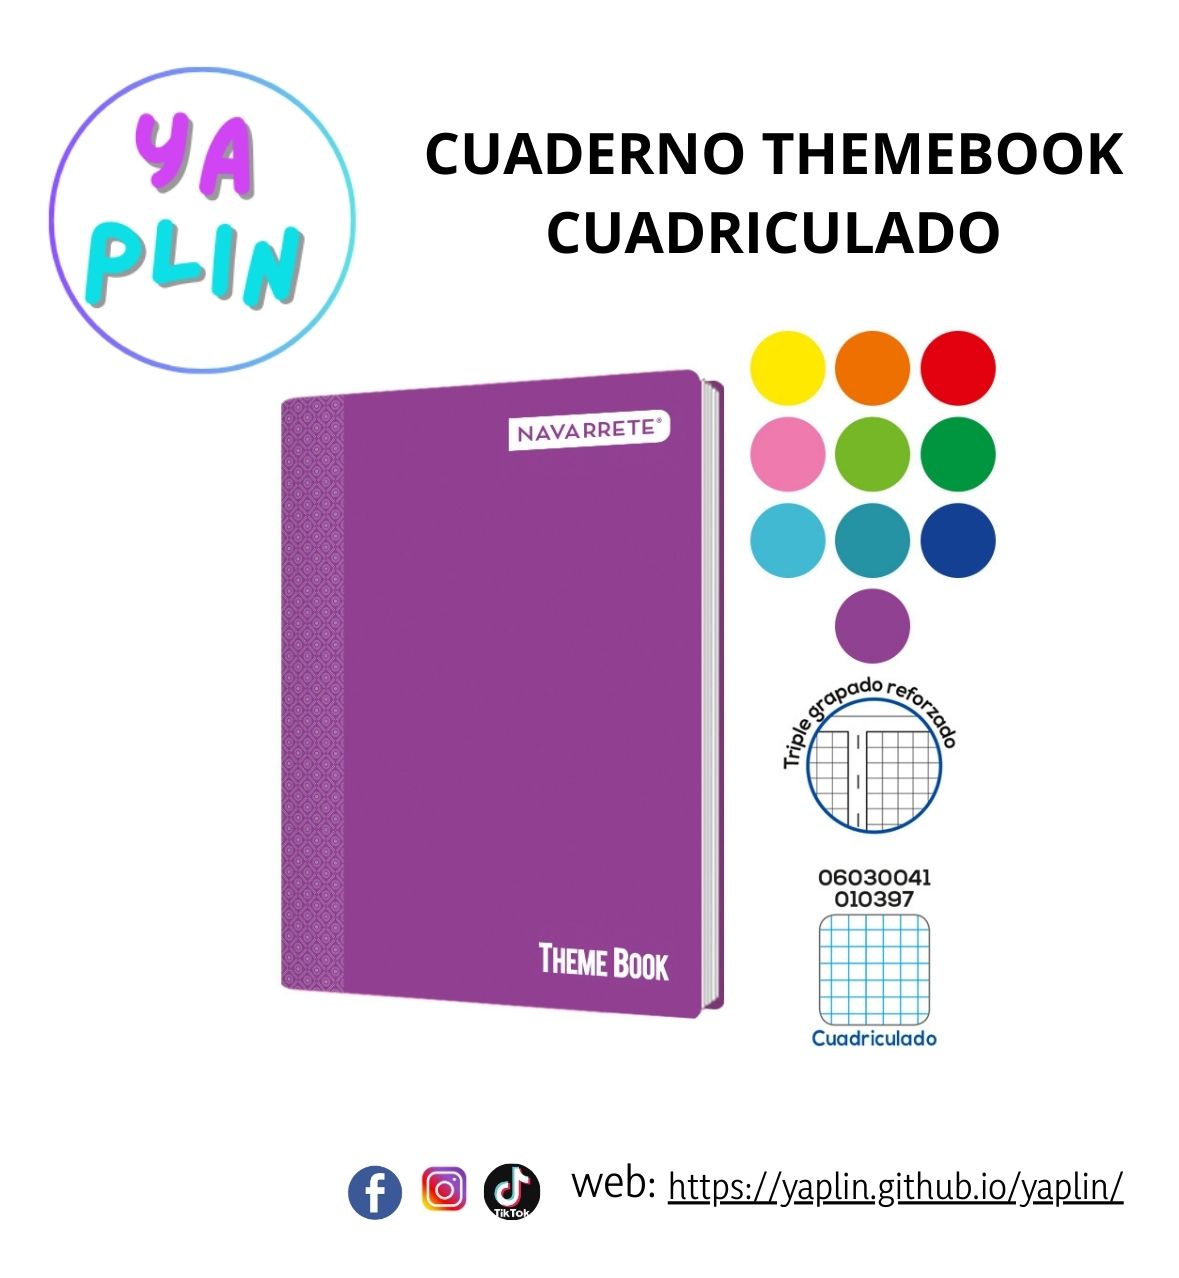 YA
PLIN
CUADERNO THEMEBOOK
CUADRICULADO
NAVARRETE®
THEME BOOK
Triple grapado reforzado
06030041
010397
Cuadriculado
TikTok
web: https://yaplin.github.io/yaplin/